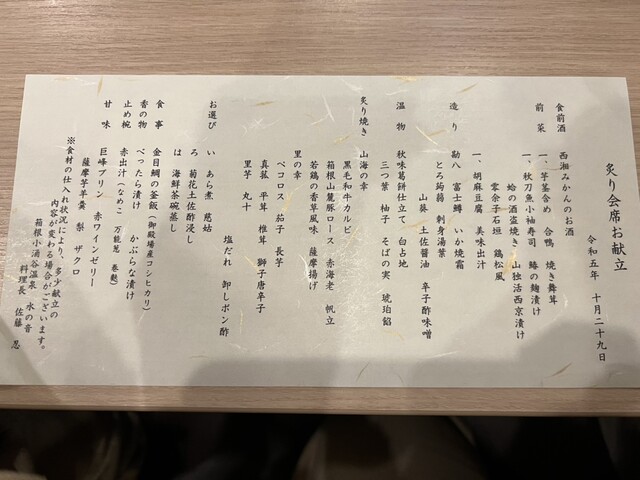 炙り会席お献立
令和五年　十月二十九日
食前酒　西湘みかんのお酒
前菜　一、芋茎含め　合鴨　焼き舞茸
一、秋刀魚小袖寿司　臻の麹漬け
蛤の酒盗焼き　山独活西京漬け
零余子石垣　鶏松風
一、胡麻豆腐　美味出汁
造り　勘八　富士鱒　いか焼霜
とろ蒟蒻　刺身湯葉
山葵　土佐醤油　辛子酢味噌
温物　秋味葛餅仕立て　白占地
三つ葉　柚子　そばの実　琥珀餡
炙り焼き　山海の幸
黒毛和牛カルビ
箱根山麓豚ロース　赤海老　帆立
若鶏の香草風味　薩摩揚げ
里の幸
ペコロス　茄子　長芋
真菰　平茸　椎茸　獅子唐辛子
里芋　丸十
塩だれ　卸しポン酢
お選び　い　あら煮　慈姑
ろ　菊花土佐酢浸し
は　海鮮茶碗蒸し
食事　金目鯛の釜飯（御殿場産コシヒカリ）
香の物　べったら漬け　かぶらな漬け
止め椀　赤出汁（なめこ　万能葱　巻麩）
甘味　巨峰プリン　赤ワインゼリー
薩摩芋羊羹　梨　ザクロ
※食材の仕入れ状況により、多少献立の
内容が変わる場合がございます。
箱根小涌谷温泉　水の音
料理長　佐藤　忍